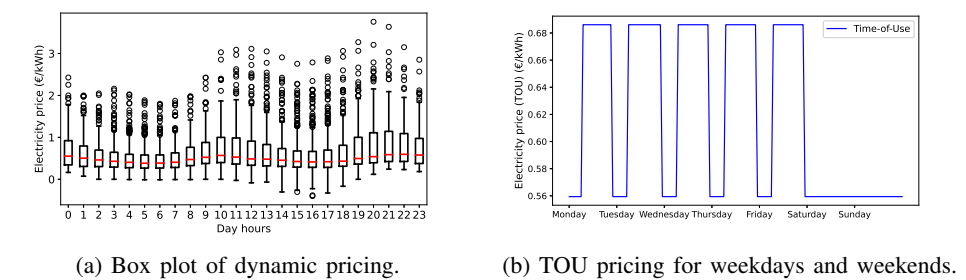 Electricity price (€/kWh)
3
2
1
0
0 1 2 3 4 5 6 7 8 9 10 11 12 13 14 15 16 17 18 19 20 21 22 23
Day hours
(a) Box plot of dynamic pricing.
Electricity price (TOU) (€/kWh)
0.68
0.66
0.64
0.62
0.60
0.58
0.56
Time-of-Use
Monday Tuesday Wednesday Thursday Friday Saturday Sunday
(b) TOU pricing for weekdays and weekends.